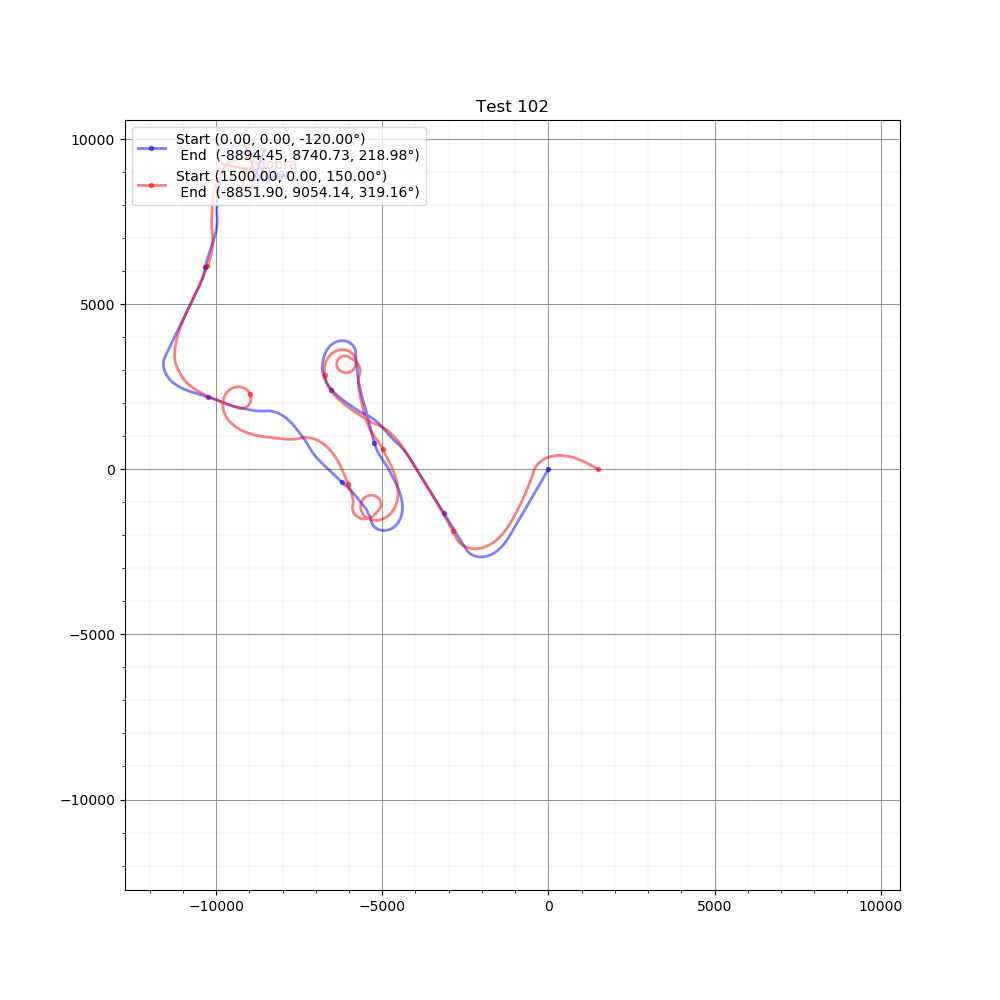 Test 102
10000
5000
0
−5000
−10000
Start (0.00, 0.00, -120.00°)
End (-8894.45, 8740.73, 218.98°)
Start (1500.00, 0.00, 150.00°)
End (-8851.90, 9054.14, 319.16°)
−10000
−5000
0
5000
10000